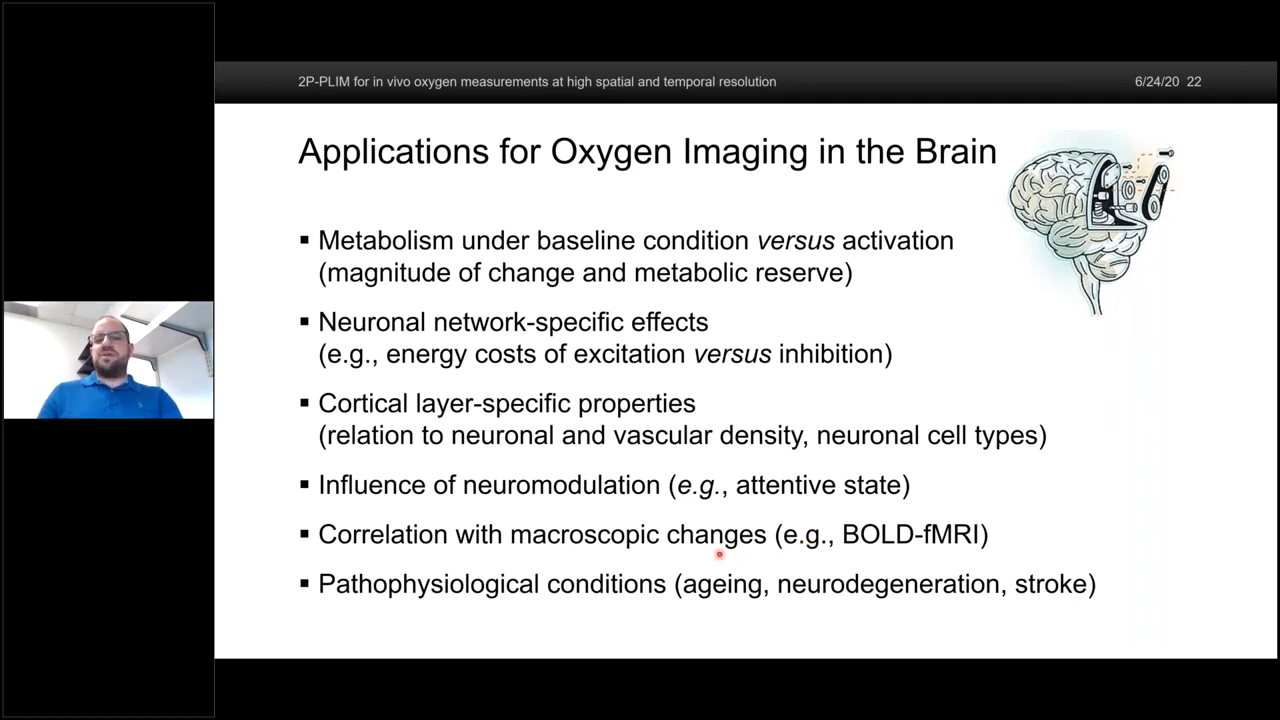 2P-PLIM for in vivo oxygen measurements at high spatial and temporal resolution
6/24/20 22
Applications for Oxygen Imaging in the Brain
▪ Metabolism under baseline condition versus activation
(magnitude of change and metabolic reserve)
▪ Neuronal network-specific effects
(e.g., energy costs of excitation versus inhibition)
▪ Cortical layer-specific properties
(relation to neuronal and vascular density, neuronal cell types)
▪ Influence of neuromodulation (e.g., attentive state)
▪ Correlation with macroscopic changes (e.g., BOLD-fMRI)
▪ Pathophysiological conditions (ageing, neurodegeneration, stroke)